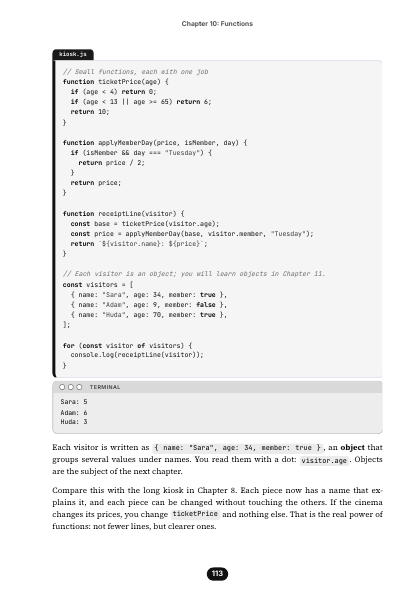 Chapter 10: Functions
kiosk.js
// Small functions, each with one job
function ticketPrice(age) {
  if (age < 4) return 0;
  if (age < 13 || age >= 65) return 6;
  return 10;
}

function applyMemberDay(price, isMember, day) {
  if (isMember && day === "Tuesday") {
    return price / 2;
  }
  return price;
}

function receiptLine(visitor) {
  const base = ticketPrice(visitor.age);
  const price = applyMemberDay(base, visitor.member, "Tuesday");
  return `${visitor.name}: ${price}`;
}

// Each visitor is an object; you will learn objects in Chapter 11.
const visitors = [
  { name: "Sara", age: 34, member: true },
  { name: "Adam", age: 9, member: false },
  { name: "Huda", age: 70, member: true },
];

for (const visitor of visitors) {
  console.log(receiptLine(visitor));
}
TERMINAL
Sara: 5
Adam: 6
Huda: 3
Each visitor is written as { name: "Sara", age: 34, member: true }, an object that
groups several values under names. You read them with a dot: visitor.age. Objects
are the subject of the next chapter.
Compare this with the long kiosk in Chapter 8. Each piece now has a name that ex-
plains it, and each piece can be changed without touching the others. If the cinema
changes its prices, you change ticketPrice and nothing else. That is the real power of
functions: not fewer lines, but clearer ones.
113